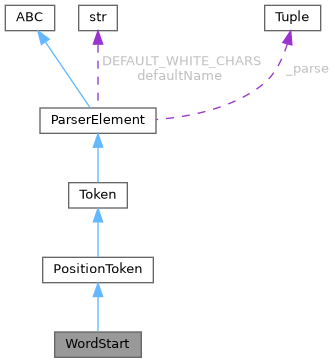 ABC
str
Tuple
DEFAULT_WHITE_CHARS
defaultName
_parse
ParserElement
Token
PositionToken
WordStart